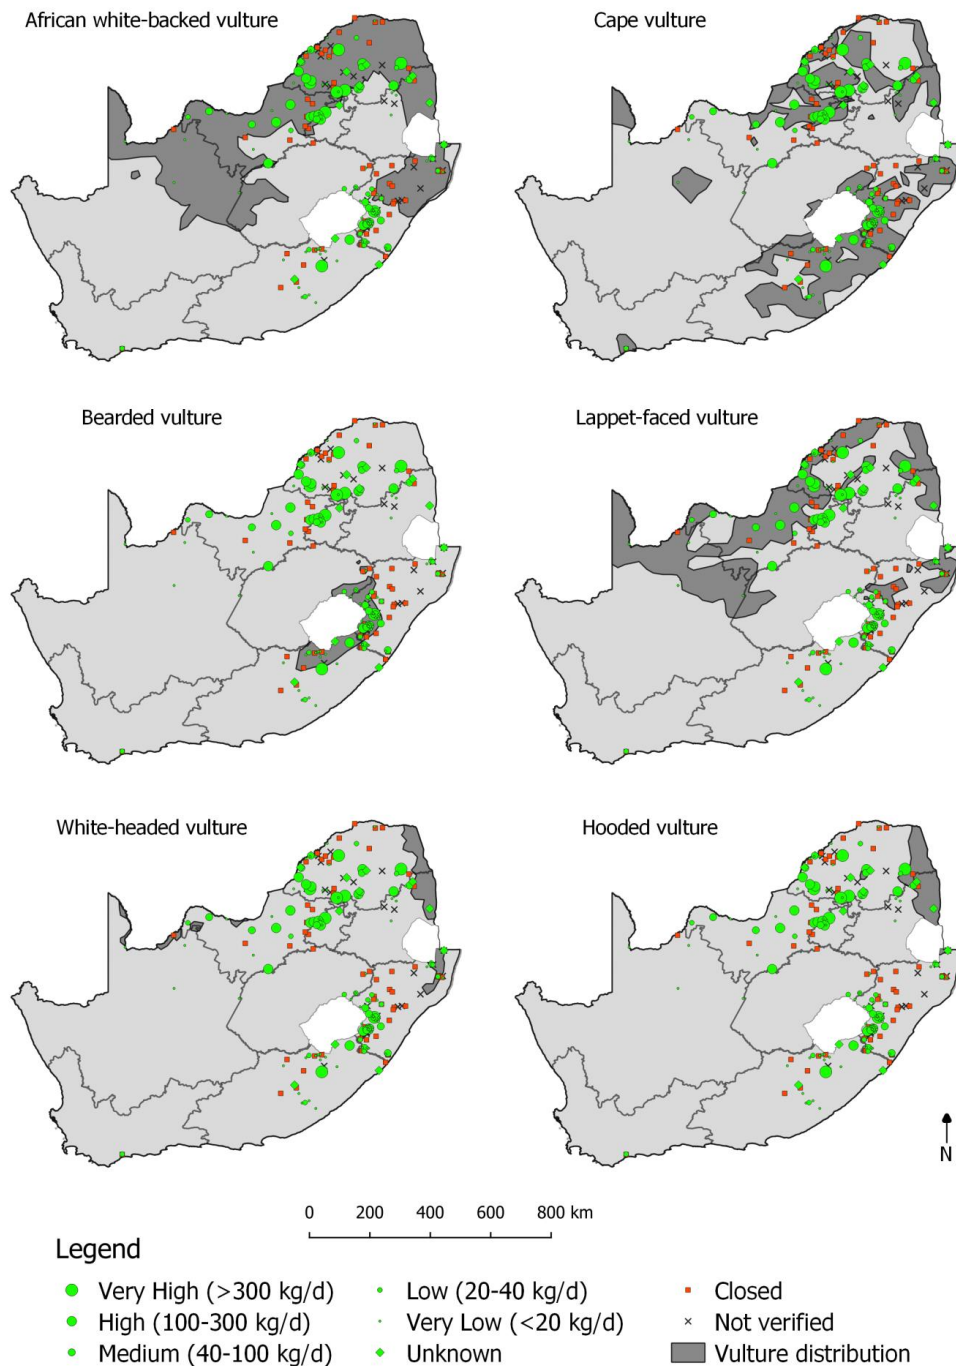 African white-backed vulture
Cape vulture
Bearded vulture
Lappet-faced vulture
White-headed vulture
Hooded vulture
N
0 200 400 600 800 km
Legend
Very High (>300 kg/d)
Low (20-40 kg/d)
Closed
High (100-300 kg/d)
Very Low (<20 kg/d)
Not verified
Medium (40-100 kg/d)
Unknown
Vulture distribution